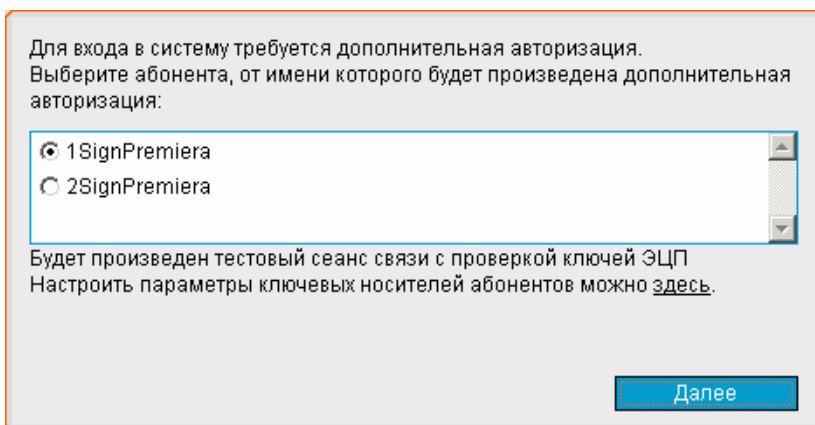 Для входа в систему требуется дополнительная авторизация.
Выберите абонента, от имени которого будет произведена дополнительная
авторизация:
1SignPremiera
2SignPremiera
Будет произведен тестовый сеанс связи с проверкой ключей ЭЦП
Настроить параметры ключевых носителей абонентов можно здесь.
Далее